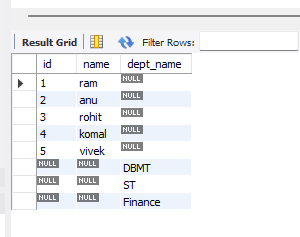 Result Grid Filter Rows:
id name dept_name
1 ram NULL
2 anu NULL
3 rohit NULL
4 komal NULL
5 vivek NULL
NULL NULL DBMT
NULL NULL ST
NULL NULL Finance